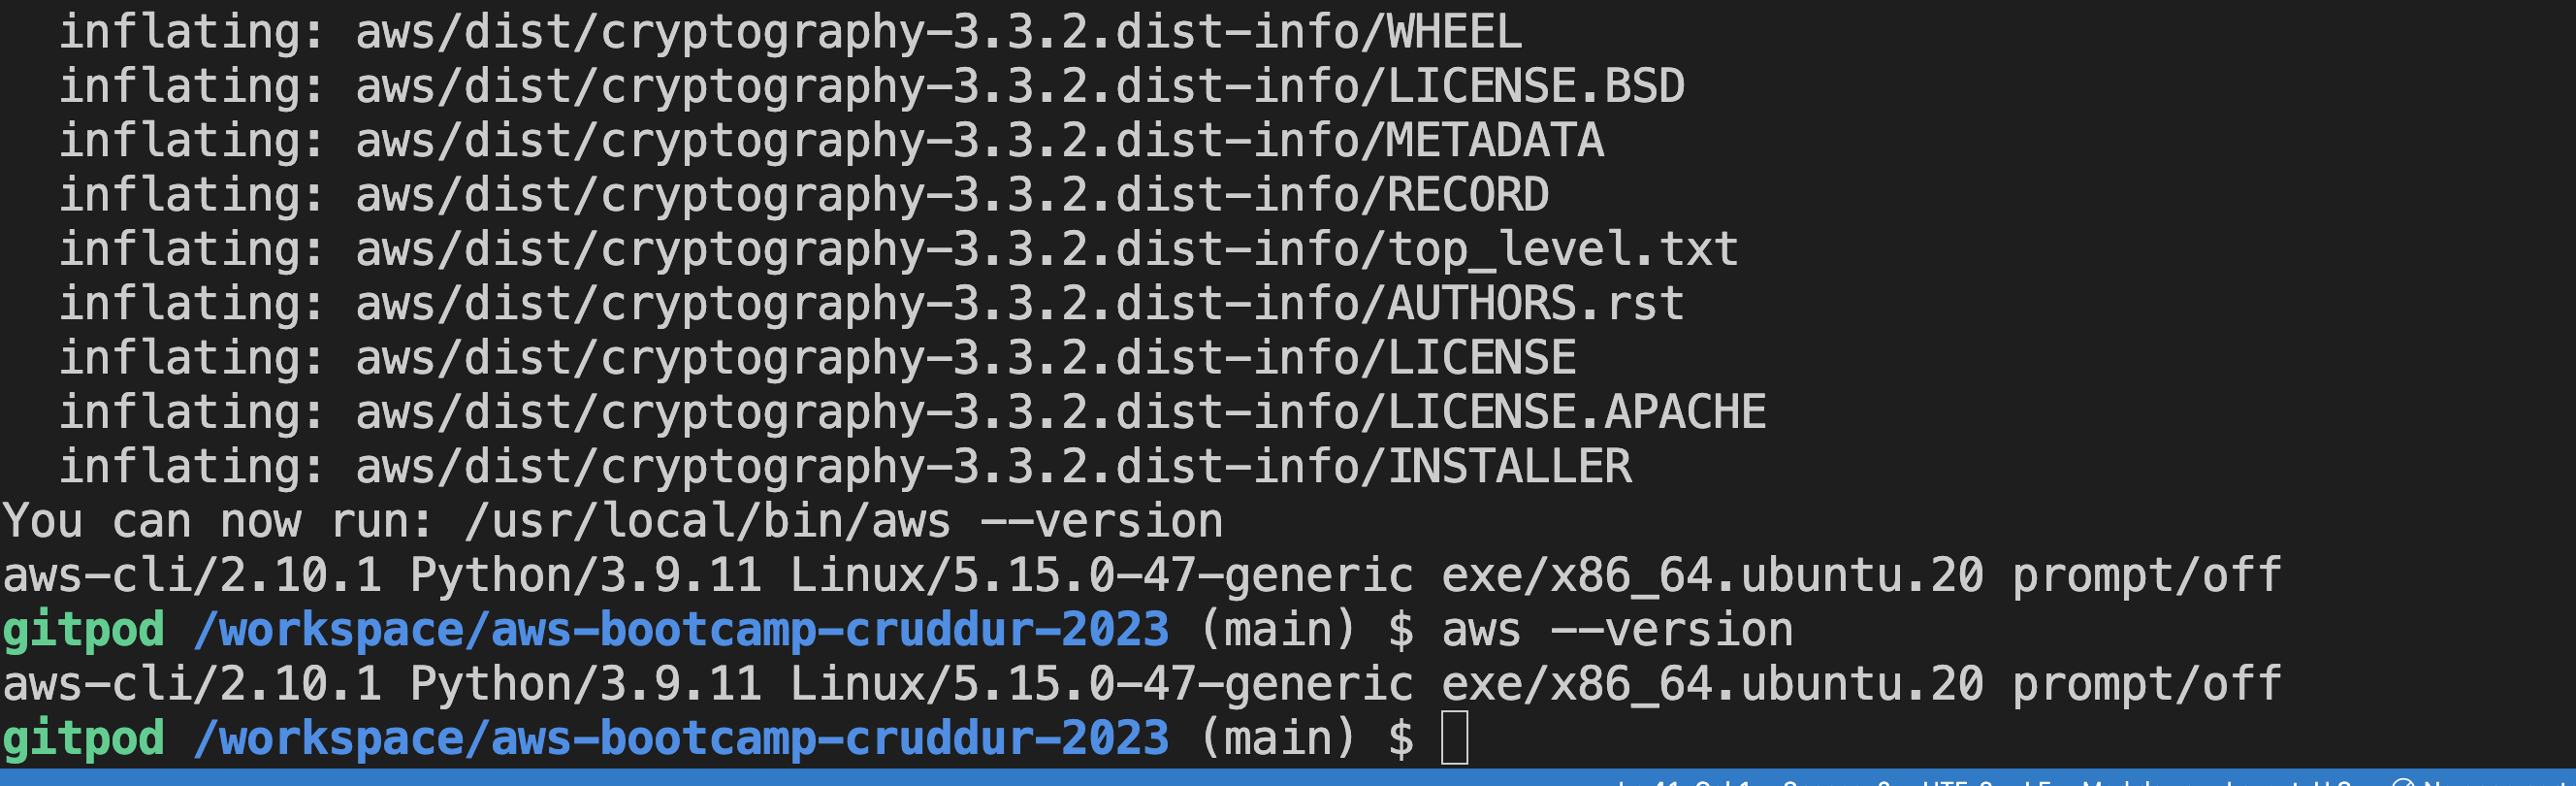 inflating: aws/dist/cryptography-3.3.2.dist-info/WHEEL
inflating: aws/dist/cryptography-3.3.2.dist-info/LICENSE.BSD
inflating: aws/dist/cryptography-3.3.2.dist-info/METADATA
inflating: aws/dist/cryptography-3.3.2.dist-info/RECORD
inflating: aws/dist/cryptography-3.3.2.dist-info/top_level.txt
inflating: aws/dist/cryptography-3.3.2.dist-info/AUTHORS.rst
inflating: aws/dist/cryptography-3.3.2.dist-info/LICENSE
inflating: aws/dist/cryptography-3.3.2.dist-info/LICENSE.APACHE
inflating: aws/dist/cryptography-3.3.2.dist-info/INSTALLER
You can now run: /usr/local/bin/aws --version
aws-cli/2.10.1 Python/3.9.11 Linux/5.15.0-47-generic exe/x86_64.ubuntu.20 prompt/off
gitpod /workspace/aws-bootcamp-cruddur-2023 (main) $ aws --version
aws-cli/2.10.1 Python/3.9.11 Linux/5.15.0-47-generic exe/x86_64.ubuntu.20 prompt/off
gitpod /workspace/aws-bootcamp-cruddur-2023 (main) $